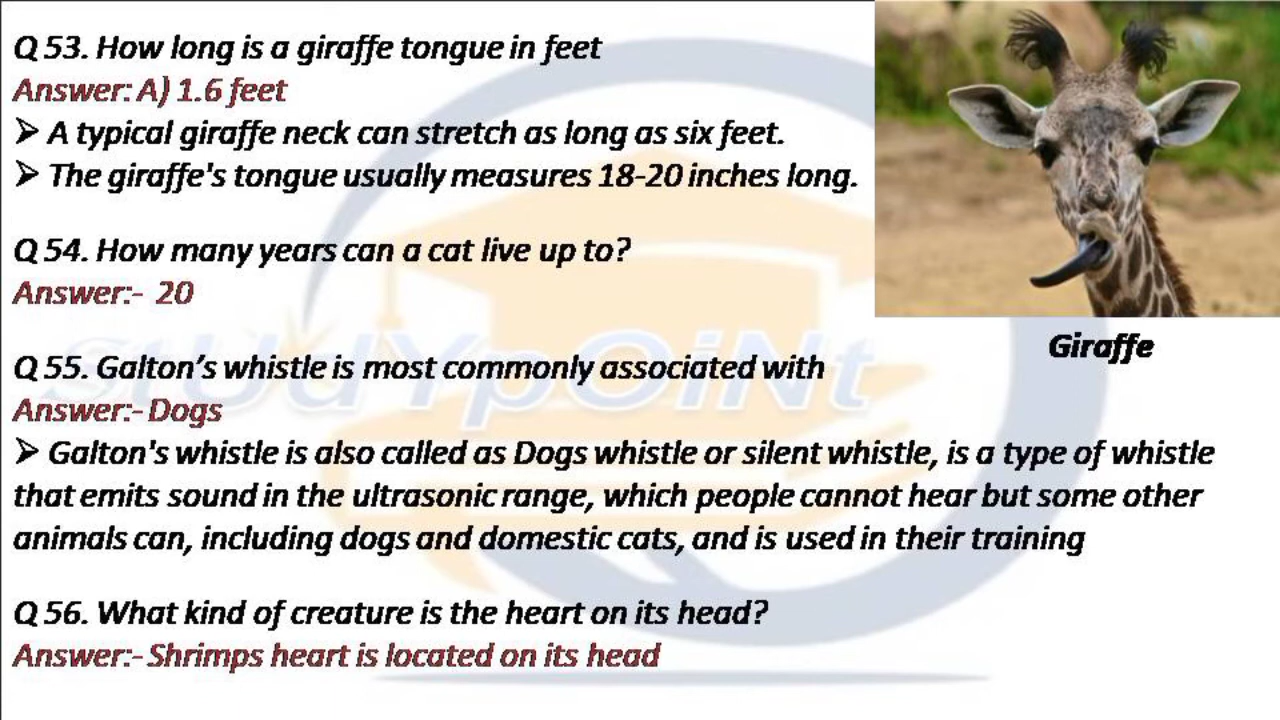 Q 53. How long is a giraffe tongue in feet
Answer: A) 1.6 feet
➢ A typical giraffe neck can stretch as long as six feet.
➢ The giraffe's tongue usually measures 18-20 inches long.
Q 54. How many years can a cat live up to?
Answer:- 20
Giraffe
StUdYpOiNt
Q 55. Galton’s whistle is most commonly associated with
Answer:- Dogs
➢ Galton's whistle is also called as Dogs whistle or silent whistle, is a type of whistle
that emits sound in the ultrasonic range, which people cannot hear but some other
animals can, including dogs and domestic cats, and is used in their training
Q 56. What kind of creature is the heart on its head?
Answer:- Shrimps heart is located on its head